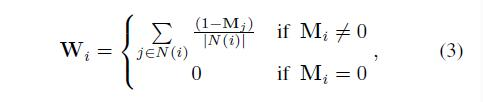 W_i = { ∑_{j∈N(i)} (1−M_j)/|N(i)| if M_i ≠ 0
0 if M_i = 0 , (3)